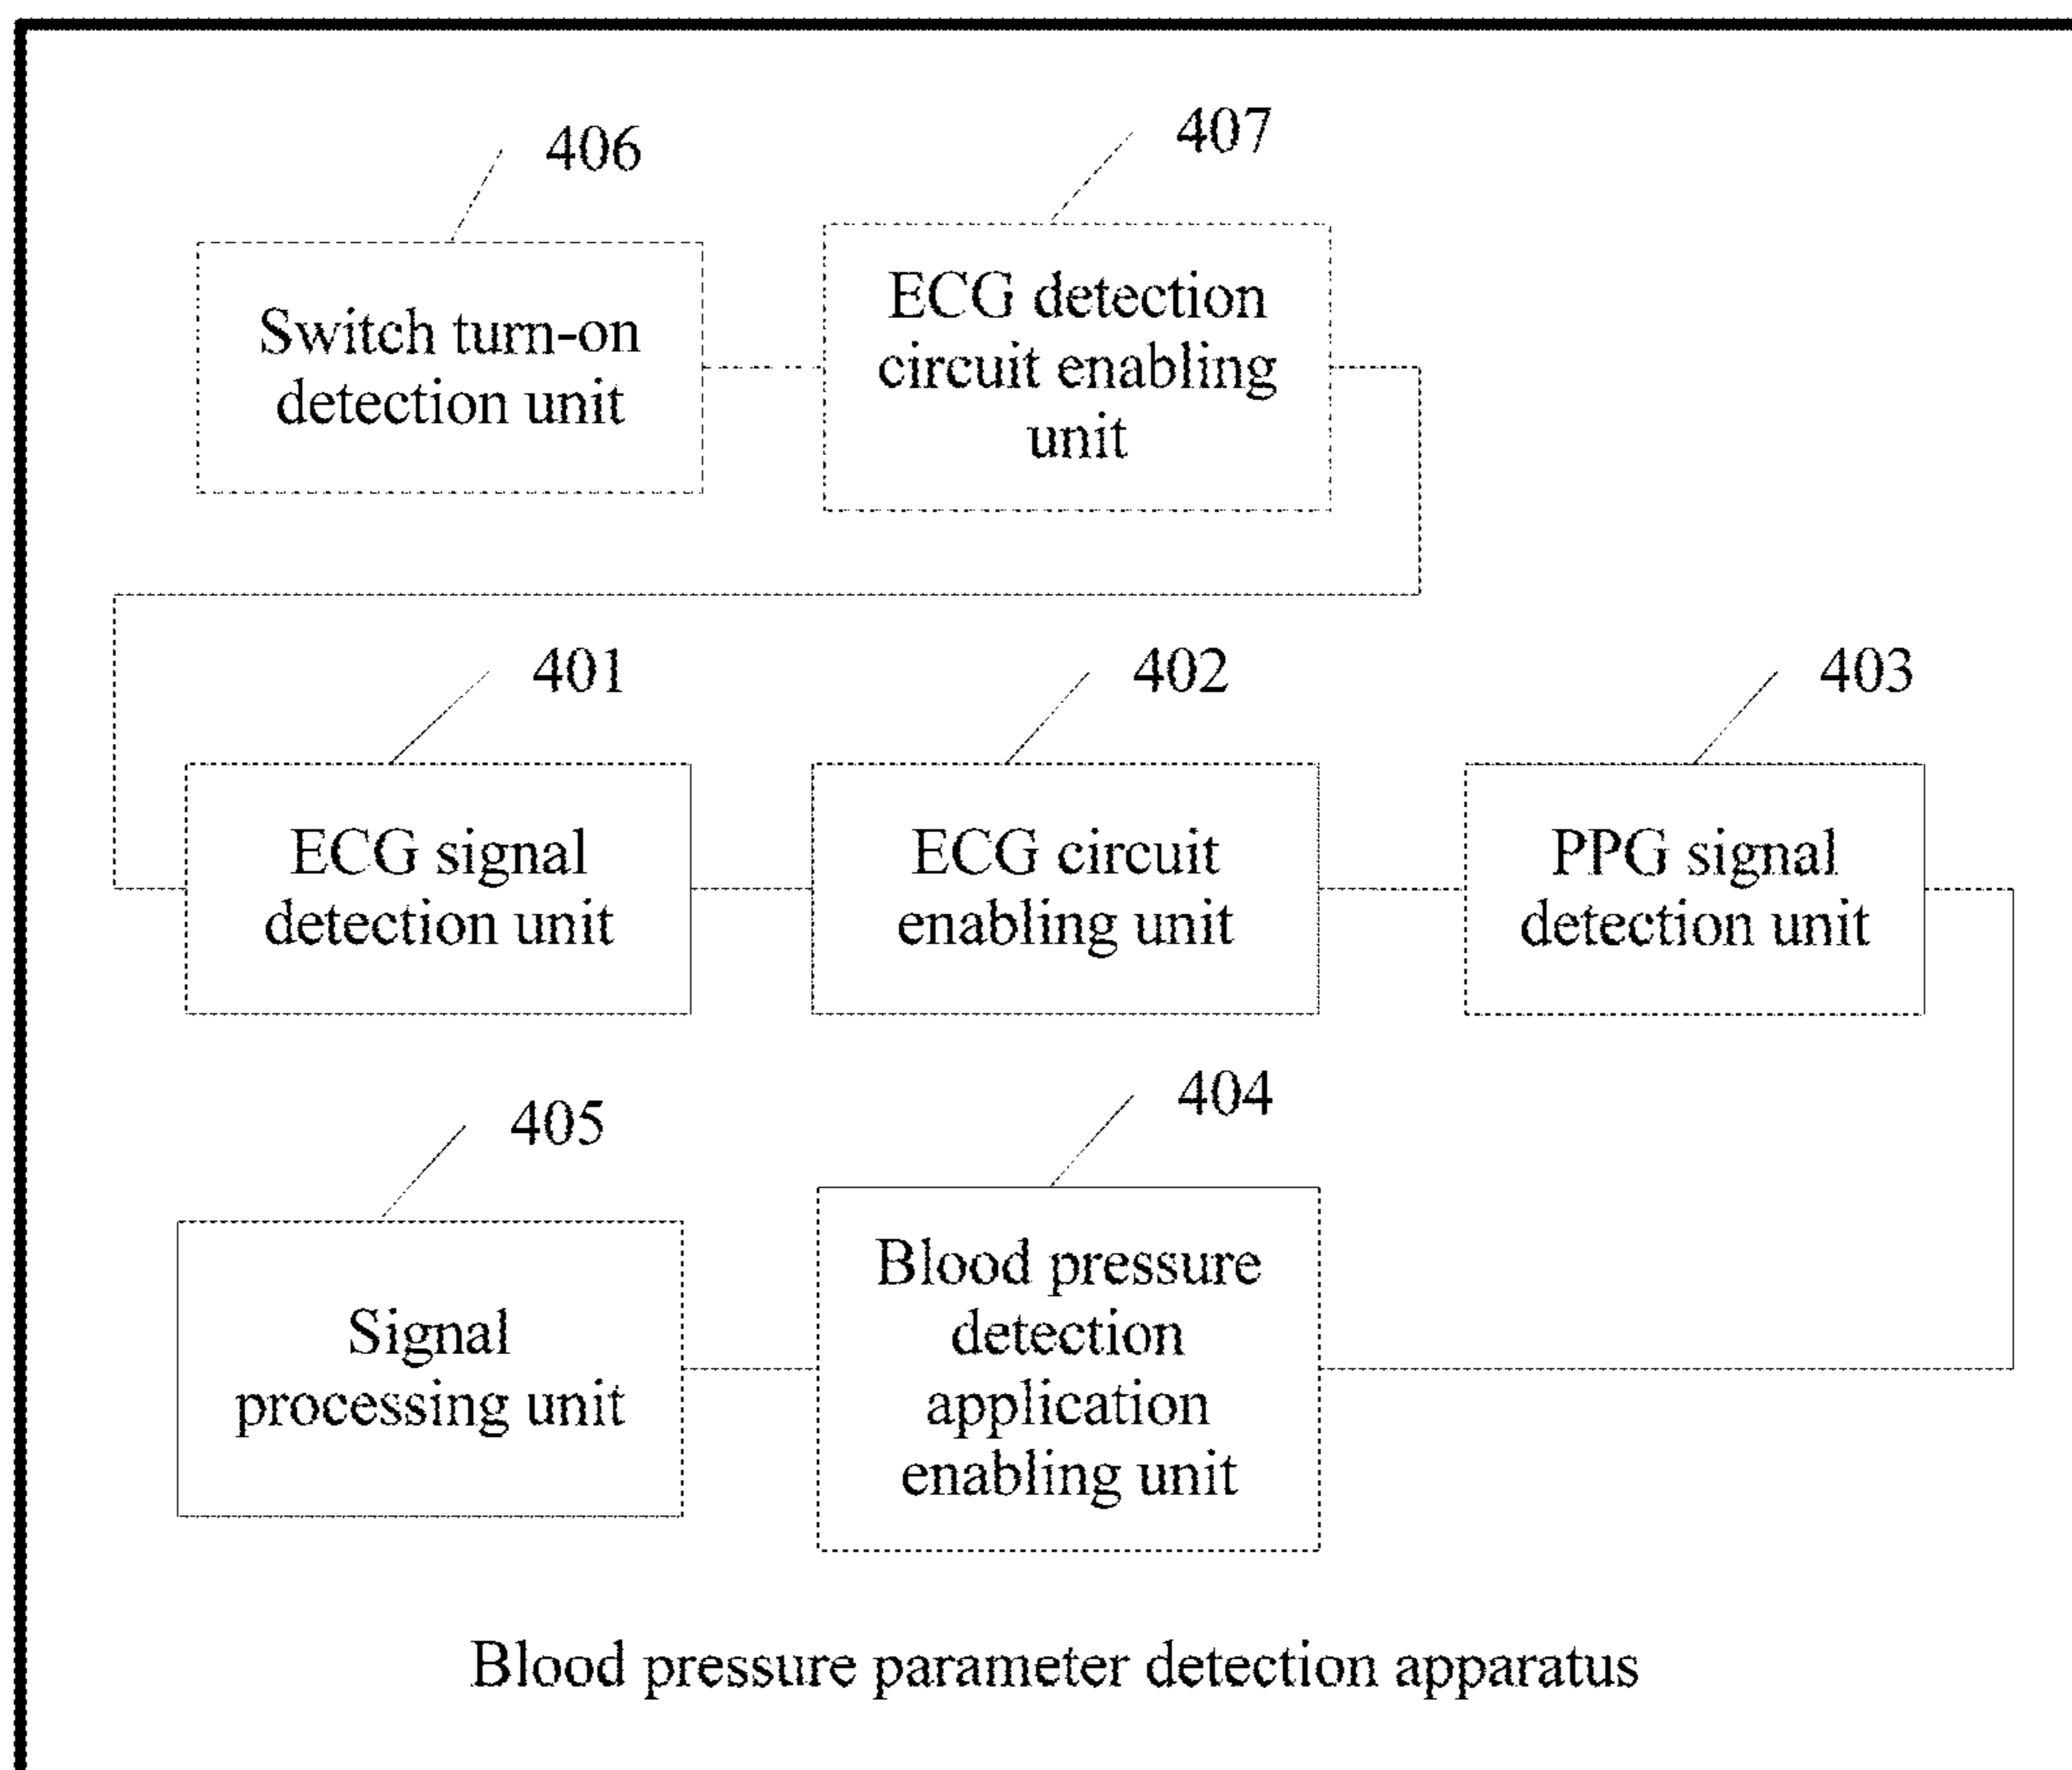 406
407
Switch turn-on
detection unit
ECG detection
circuit enabling
unit
401
402
403
ECG signal
detection unit
ECG circuit
enabling unit
PPG signal
detection unit
405
404
Signal
processing unit
Blood pressure
detection
application
enabling unit
Blood pressure parameter detection apparatus